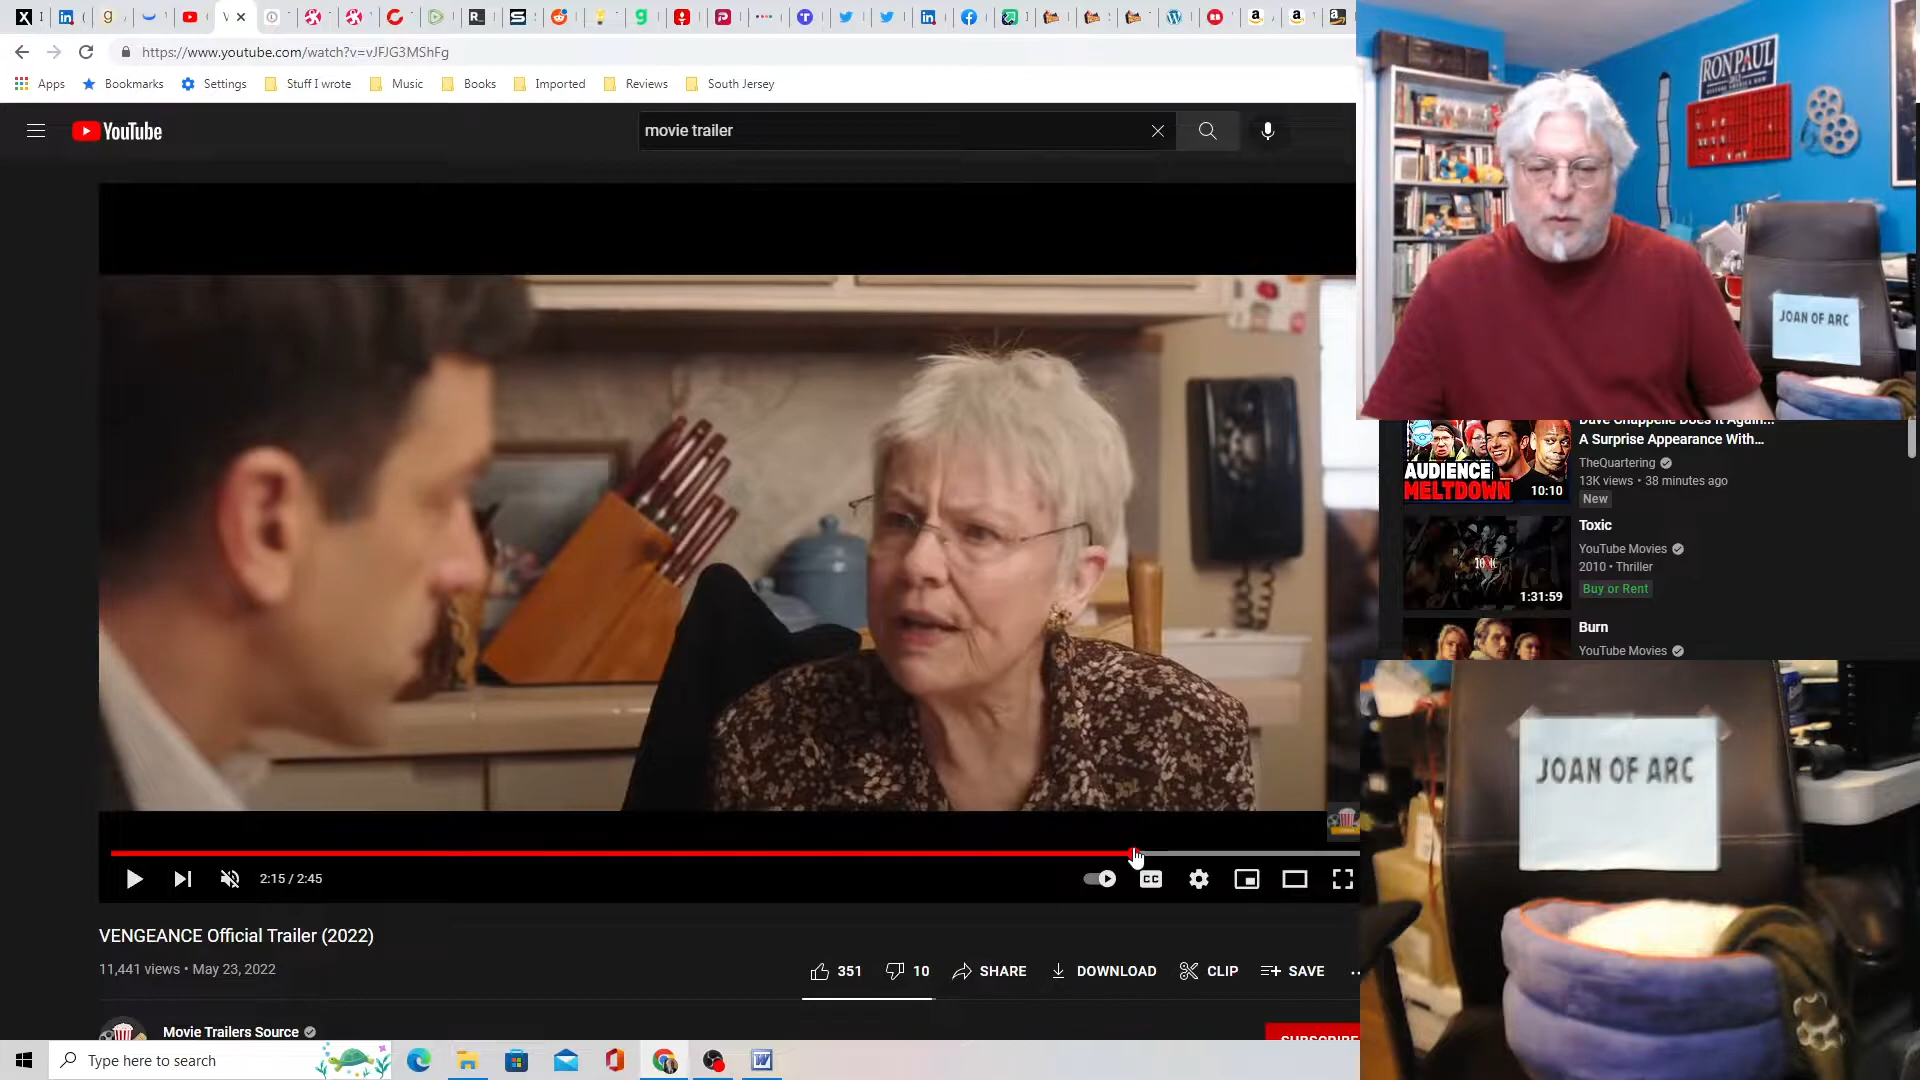 https://www.youtube.com/watch?v=vJFJG3MShFg
Apps
Bookmarks
Settings
Stuff I wrote
Music
Books
Imported
Reviews
South Jersey
YouTube
movie trailer
RON PAUL
JOAN OF ARC
A Surprise Appearance With...
TheQuartering
13K views • 38 minutes ago
New
AUDIENCE
MELTDOWN
10:10
Toxic
YouTube Movies
2010 • Thriller
Buy or Rent
1:31:59
Burn
YouTube Movies
JOAN OF ARC
2:15 / 2:45
CC
VENGEANCE Official Trailer (2022)
11,441 views • May 23, 2022
351
10
SHARE
DOWNLOAD
CLIP
SAVE
Movie Trailers Source
Type here to search